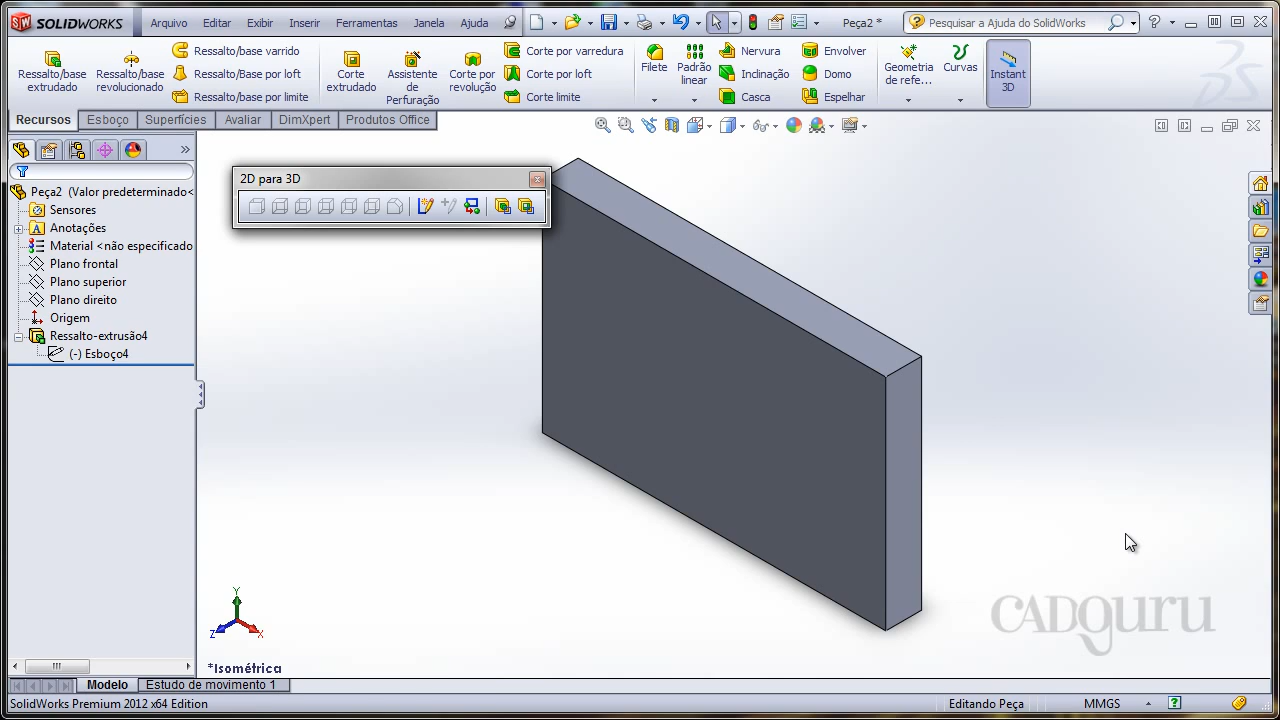 SOLIDWORKS Arquivo Editar Exibir Inserir Ferramentas Janela Ajuda Peça2 * Pesquisar a Ajuda do SolidWorks
Ressalto/base extrudado
Ressalto/base revolucionado
Ressalto/base varrido
Ressalto/base por loft
Ressalto/base por limite
Corte extrudado
Assistente de Perfuração
Corte por revolução
Corte por varredura
Corte por loft
Corte limite
Filete
Padrão linear
Nervura
Inclinação
Casca
Envolver
Domo
Espelhar
Geometria de refe...
Curvas
Instant 3D
Recursos Esboço Superfícies Avaliar DimXpert Produtos Office
2D para 3D
Peça2 (Valor predeterminado<
Sensores
Anotações
Material <não especificado
Plano frontal
Plano superior
Plano direito
Origem
Ressalto-extrusão4
(-) Esboço4
Y
Z X
*Isométrica
CADguru
Modelo Estudo de movimento 1
SolidWorks Premium 2012 x64 Edition Editando Peça MMGS